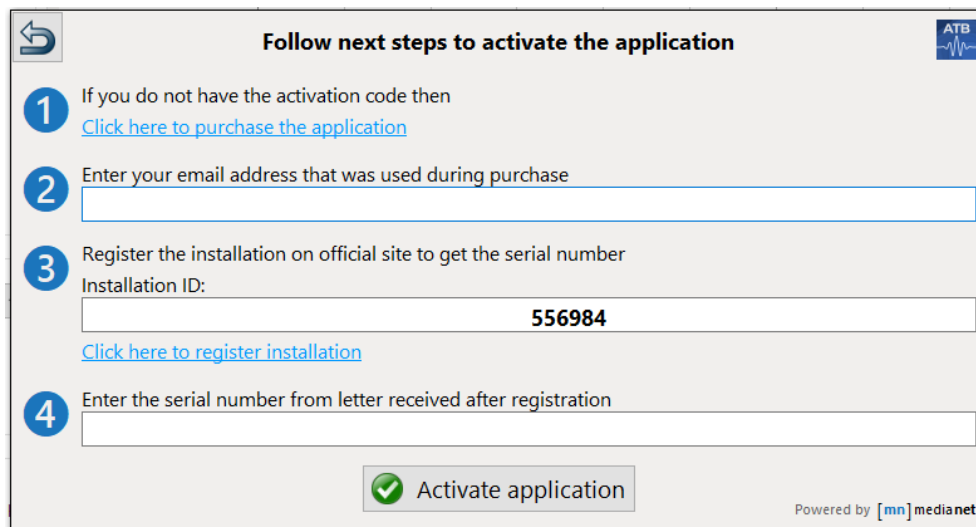 Follow next steps to activate the application
ATB
1
If you do not have the activation code then
Click here to purchase the application
2
Enter your email address that was used during purchase
3
Register the installation on official site to get the serial number
Installation ID:
556984
Click here to register installation
4
Enter the serial number from letter received after registration
Activate application
Powered by [mn]medianet